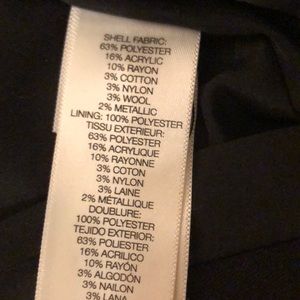 SHELL FABRIC:
63% POLYESTER
16% ACRYLIC
10% RAYON
3% COTTON
3% NYLON
3% WOOL
2% METALLIC
LINING: 100% POLYESTER
TISSU EXTERIEUR:
63% POLYESTER
16% ACRYLIQUE
10% RAYONNE
3% COTON
3% NYLON
3% LAINE
2% MÉTALLIQUE
DOUBLURE:
100% POLYESTER
TEJIDO EXTERIOR:
63% POLIESTER
16% ACRILICO
10% RAYÓN
3% ALGODÓN
3% NAILON
3% LANA